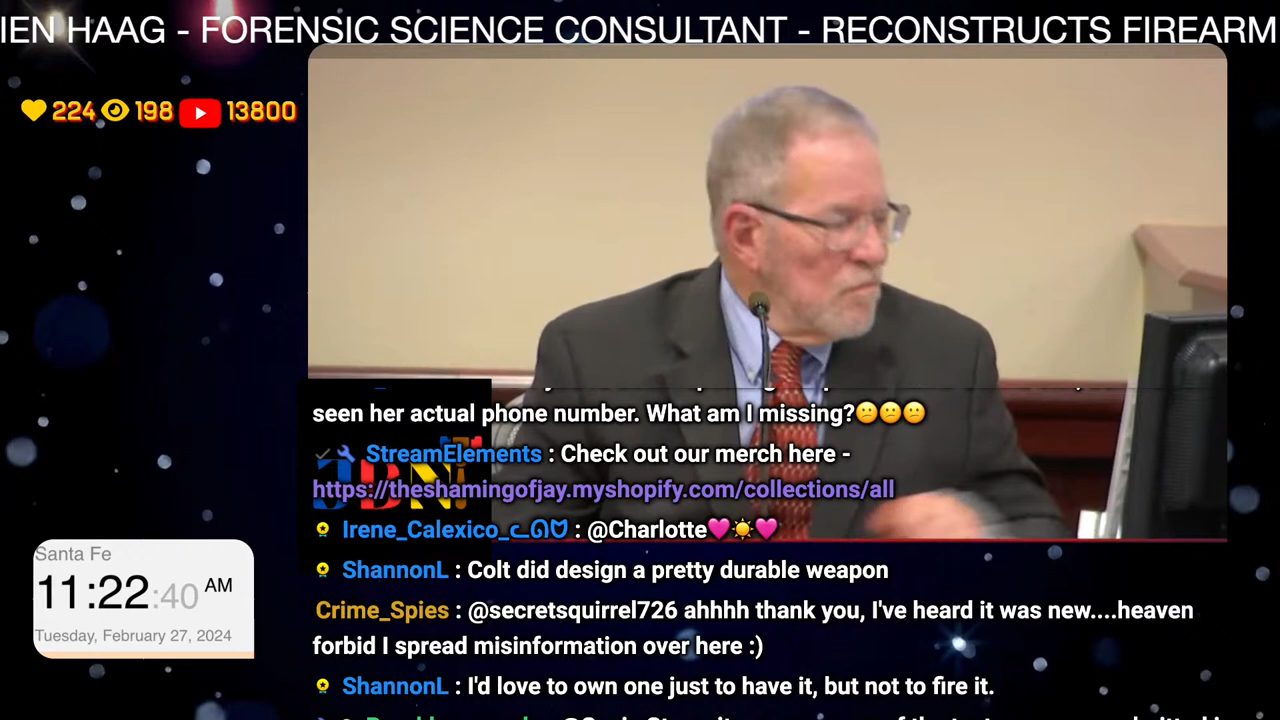 IEN HAAG - FORENSIC SCIENCE CONSULTANT - RECONSTRUCTS FIREARM
224 198 13800
seen her actual phone number. What am I missing?😕😕😕
StreamElements : Check out our merch here -
https://theshamingofjay.myshopify.com/collections/all
Irene_Calexico_ᓚᘏᗢ : @Charlotte💗☀️💗
ShannonL : Colt did design a pretty durable weapon
Crime_Spies : @secretsquirrel726 ahhhh thank you, I've heard it was new....heaven
forbid I spread misinformation over here :)
ShannonL : I'd love to own one just to have it, but not to fire it.
Santa Fe
11:22:40 AM
Tuesday, February 27, 2024